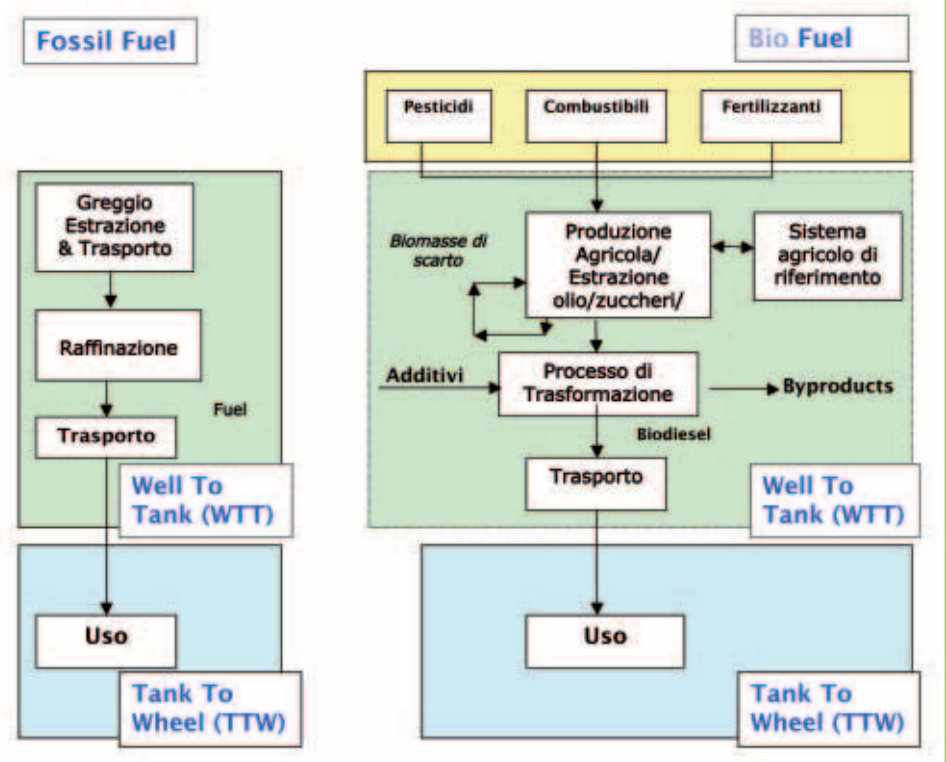 Fossil Fuel
Greggio
Estrazione
& Trasporto
Raffinazione
Fuel
Trasporto
Well To
Tank (WTT)
Uso
Tank To
Wheel (TTW)
Bio Fuel
Pesticidi
Combustibili
Fertilizzanti
Biomasse di
scarto
Produzione
Agricola/
Estrazione
olio/zuccheri/
Sistema
agricolo di
riferimento
Additivi
Processo di
Trasformazione
Byproducts
Biodiesel
Trasporto
Well To
Tank (WTT)
Uso
Tank To
Wheel (TTW)